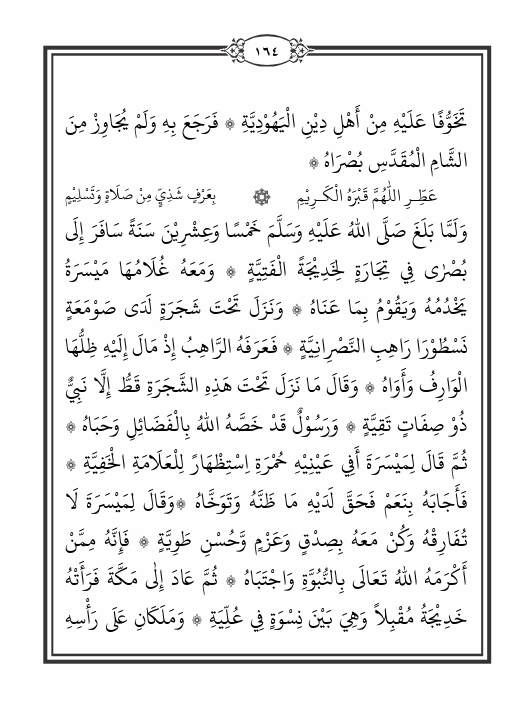 ١٦٤
تَخَوُّفًا عَلَيْهِ مِنْ أَهْلِ دِيْنِ الْيَهُوْدِيَّةِ ۞ فَرَجَعَ بِهِ وَلَمْ يُجَاوِزْ مِنَ
الشَّامِ الْمُقَدَّسِ بُصْرَاهُ ۞
عَطِّرِ اللّٰهُمَّ قَبْرَهُ الْكَرِيْمِ ۞ بِعَرْفٍ شَذِيٍّ مِنْ صَلَاةٍ وَتَسْلِيْمِ
وَلَمَّا بَلَغَ صَلَّى اللهُ عَلَيْهِ وَسَلَّمَ خَمْسًا وَعِشْرِيْنَ سَنَةً سَافَرَ إِلَى
بُصْرٰى فِي تِجَارَةٍ لِخَدِيْجَةَ الْفَتِيَّةِ ۞ وَمَعَهُ غُلَامُهَا مَيْسَرَةُ
يَخْدُمُهُ وَيَقُوْمُ بِمَا عَنَاهُ ۞ وَنَزَلَ تَحْتَ شَجَرَةٍ لَدَى صَوْمَعَةِ
نَسْطُوْرَا رَاهِبِ النَّصْرَانِيَّةِ ۞ فَعَرَفَهُ الرَّاهِبُ إِذْ مَالَ إِلَيْهِ ظِلُّهَا
الْوَارِفُ وَأَوَاهُ ۞ وَقَالَ مَا نَزَلَ تَحْتَ هَذِهِ الشَّجَرَةِ قَطُّ إِلَّا نَبِيٌّ
ذُوْ صِفَاتٍ تَقِيَّةٍ ۞ وَرَسُوْلٌ قَدْ خَصَّهُ اللهُ بِالْفَضَائِلِ وَحَبَاهُ ۞
ثُمَّ قَالَ لِمَيْسَرَةَ أَفِي عَيْنِيْهِ حُمْرَةِ اِسْتِظْهَارً لِلْعَلَامَةِ الْخَفِيَّةِ ۞
فَأَجَابَهُ بِنَعَمْ فَحَقَّ لَدَيْهِ مَا ظَنَّهُ وَتَوَخَّاهُ ۞ وَقَالَ لِمَيْسَرَةَ لَا
تُفَارِقْهُ وَكُنْ مَعَهُ بِصِدْقٍ وَعَزْمٍ وَّحُسْنِ طَوِيَّةٍ ۞ فَإِنَّهُ مِمَّنْ
أَكْرَمَهُ اللهُ تَعَالَى بِالنُّبُوَّةِ وَاجْتَبَاهُ ۞ ثُمَّ عَادَ إِلٰى مَكَّةَ فَرَأَتْهُ
خَدِيْجَةُ مُقْبِلاً وَهِيَ بَيْنَ نِسْوَةٍ فِي عُلِّيَةِ ۞ وَمَلَكَانِ عَلَى رَأْسِهِ